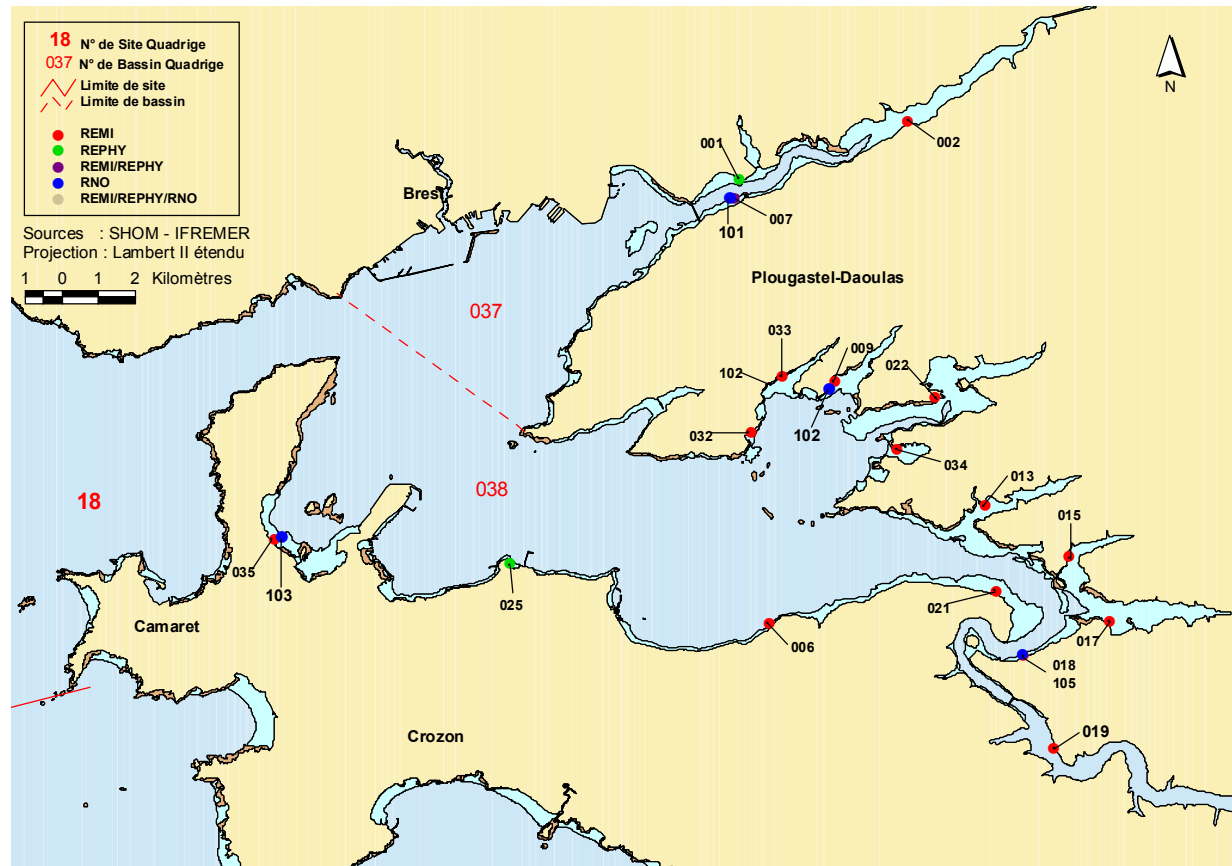 18 N° de Site Quadrige
037 N° de Bassin Quadrige
Limite de site
Limite de bassin
REMI
REPHY
REMI/REPHY
RNO
REMI/REPHY/RNO
Sources : SHOM - IFREMER
Projection : Lambert II étendu
1 0 1 2 Kilomètres
N
002
001
Brest
007
101
Plougastel-Daoulas
037
033
009
102
022
032
102
034
038
18
013
015
035
103
025
021
Camaret
006
017
018
105
Crozon
019